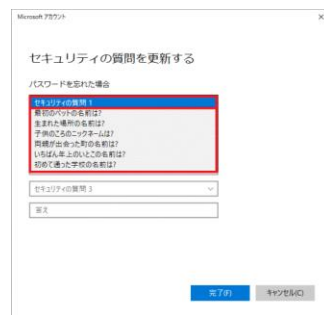 Microsoft アカウント
×
セキュリティの質問を更新する
パスワードを忘れた場合
セキュリティの質問 1
最初のペットの名前は?
生まれた場所の名前は?
子供のころのニックネームは?
両親が出会った町の名前は?
いちばん年上のいとこの名前は?
初めて通った学校の名前は?
セキュリティの質問 3
答え
完了(F)
キャンセル(C)